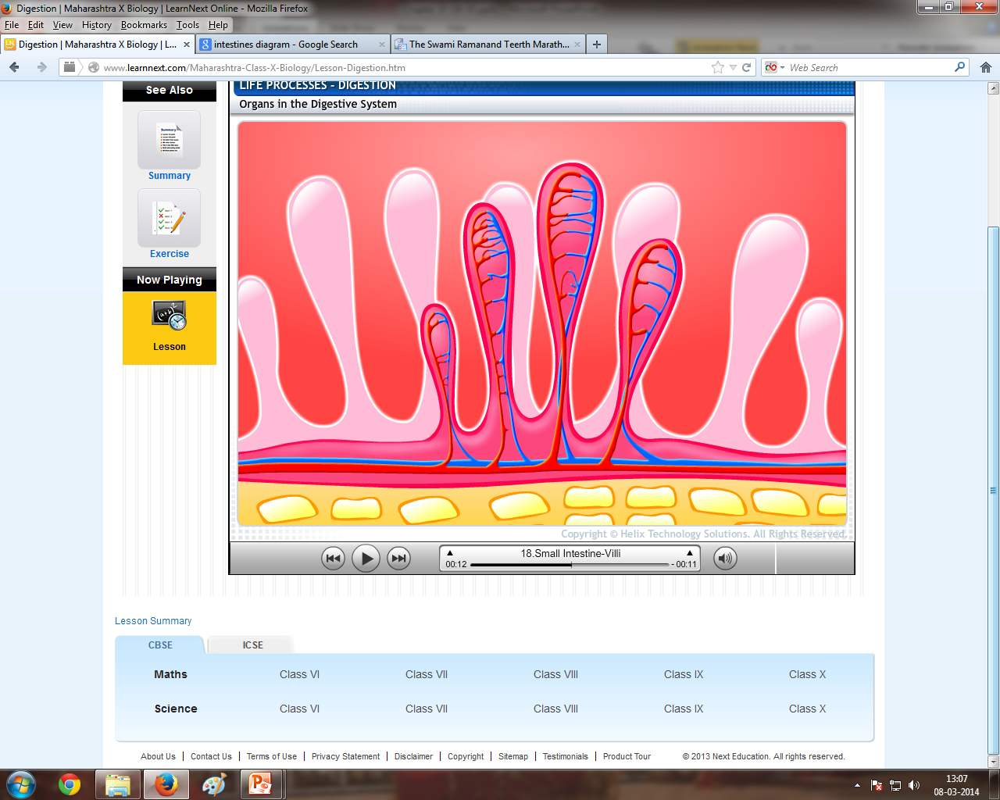 Digestion | Maharashtra X Biology | LearnNext Online - Mozilla Firefox
File Edit View History Bookmarks Tools Help
Digestion | Maharashtra X Biology | L... × intestines diagram - Google Search × The Swami Ramanand Teerth Marath... × +
www.learnnext.com/Maharashtra-Class-X-Biology/Lesson-Digestion.htm
Web Search
See Also
LIFE PROCESSES - DIGESTION
Organs in the Digestive System
Summary
Summary
Exercise
Now Playing
Lesson
Copyright © Helix Technology Solutions. All Rights Reserved.
18.Small Intestine-Villi
00:12 - 00:11
Lesson Summary
CBSE ICSE
Maths Class VI Class VII Class VIII Class IX Class X
Science Class VI Class VII Class VIII Class IX Class X
About Us | Contact Us | Terms of Use | Privacy Statement | Disclaimer | Copyright | Sitemap | Testimonials | Product Tour © 2013 Next Education. All rights reserved.
13:07
08-03-2014